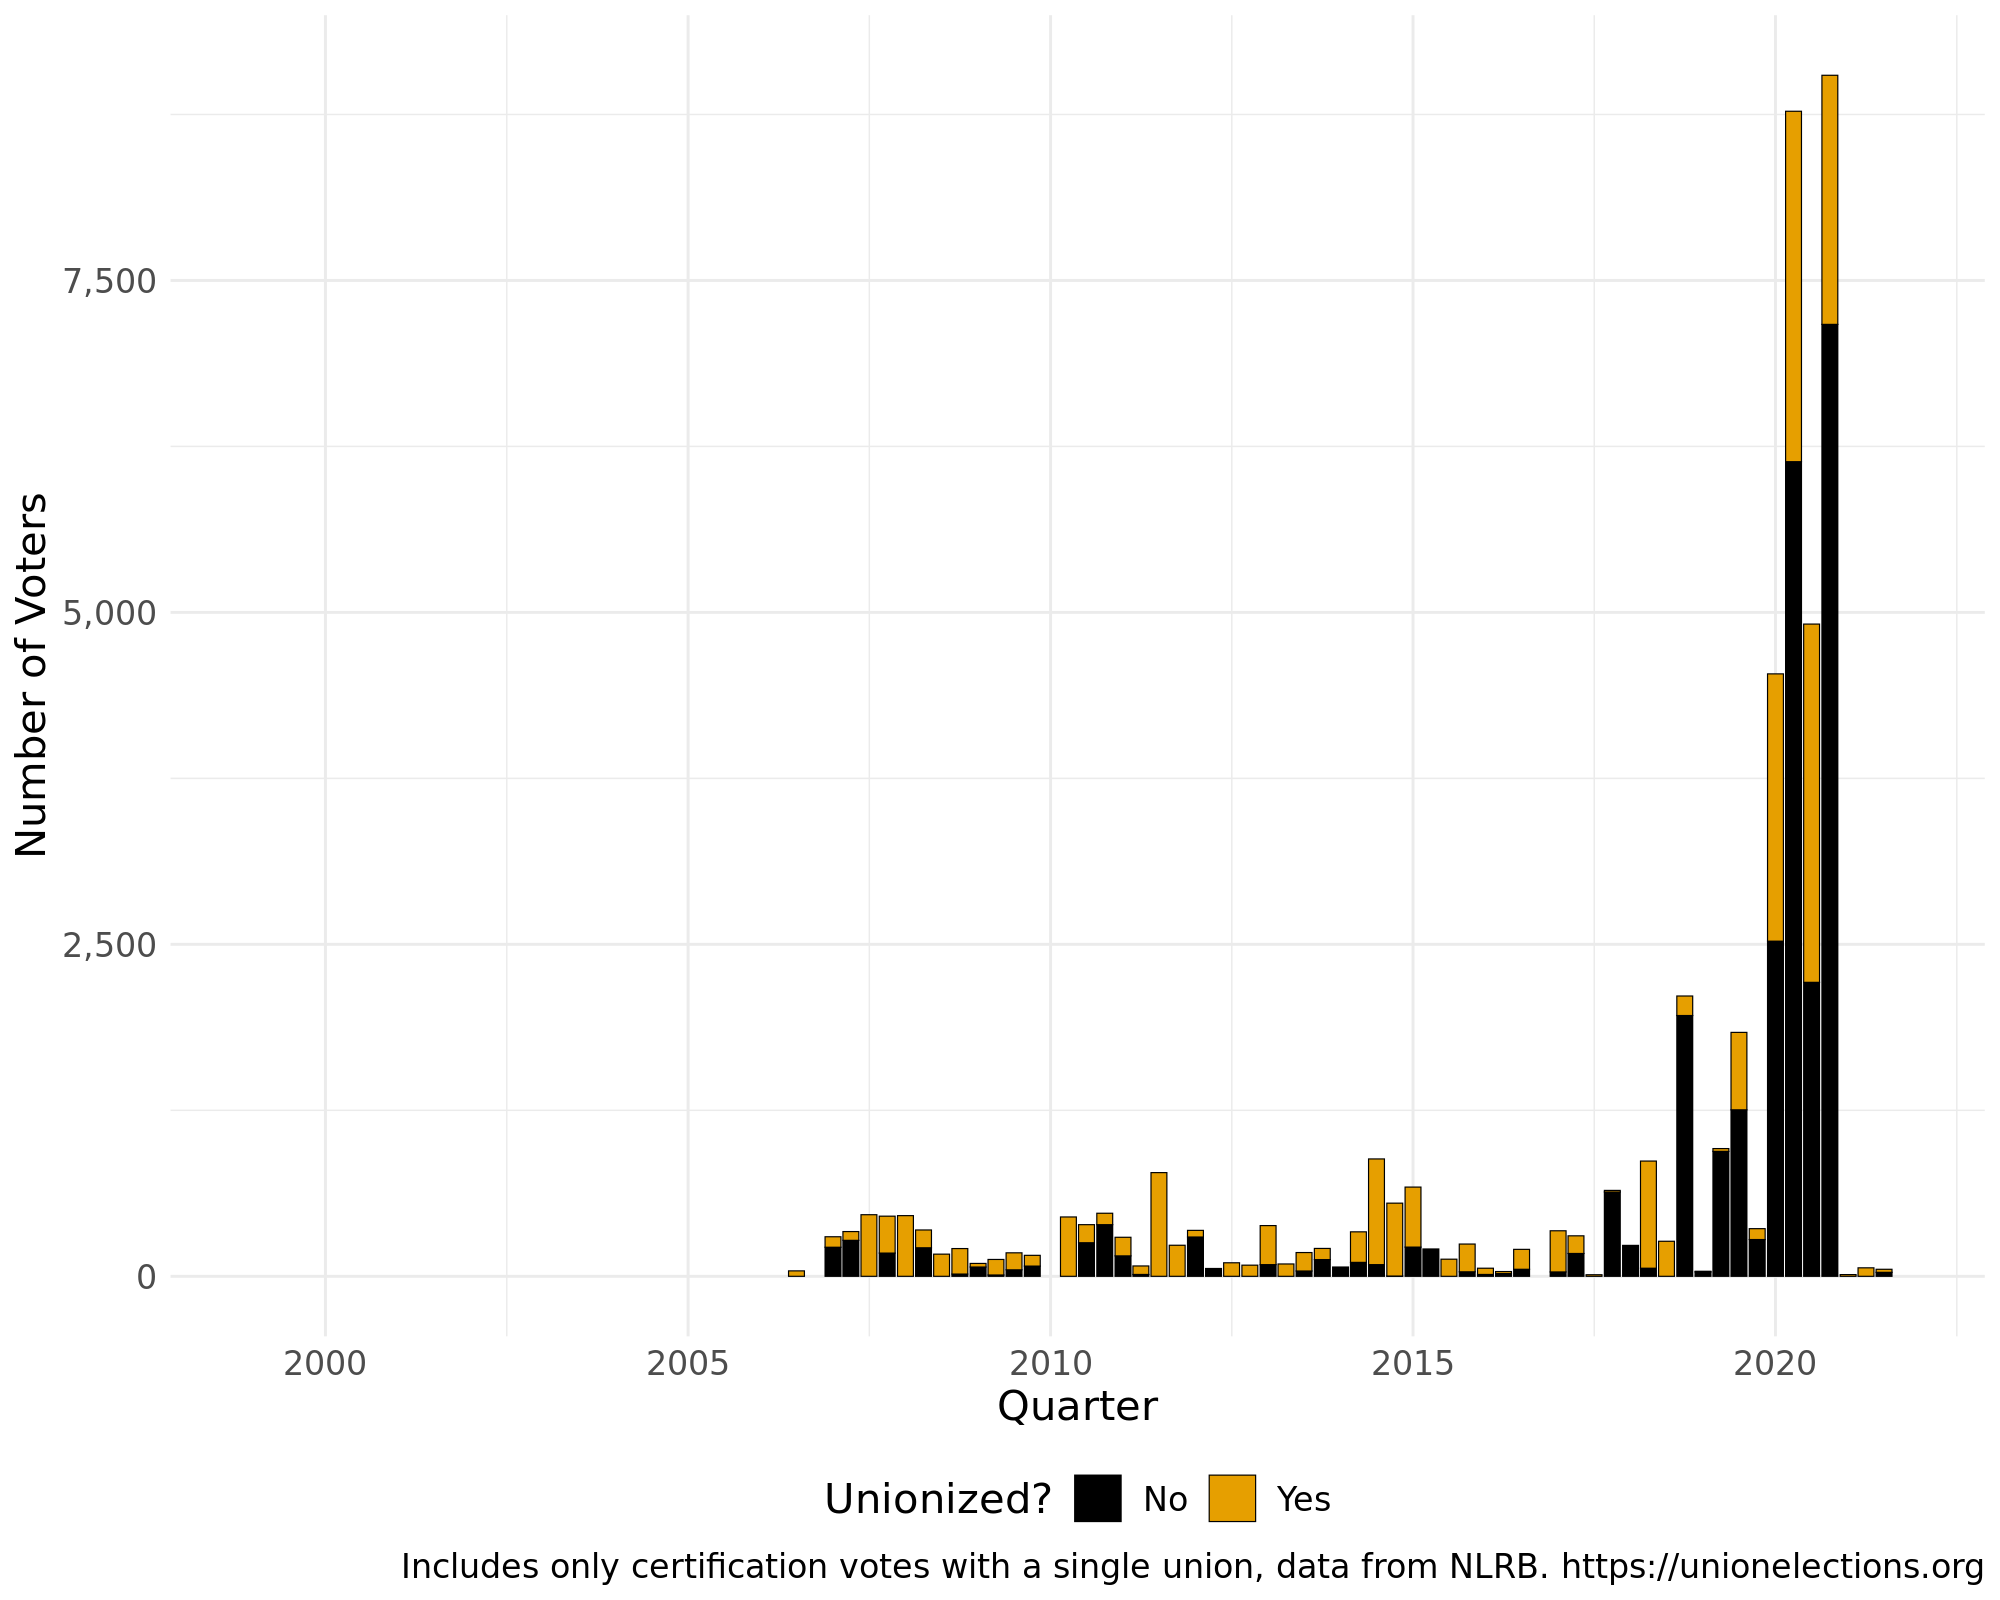 Number of Voters
7,500
5,000
2,500
0
2000 2005 2010 2015 2020
Quarter
Unionized? No Yes
Includes only certification votes with a single union, data from NLRB. https://unionelections.org